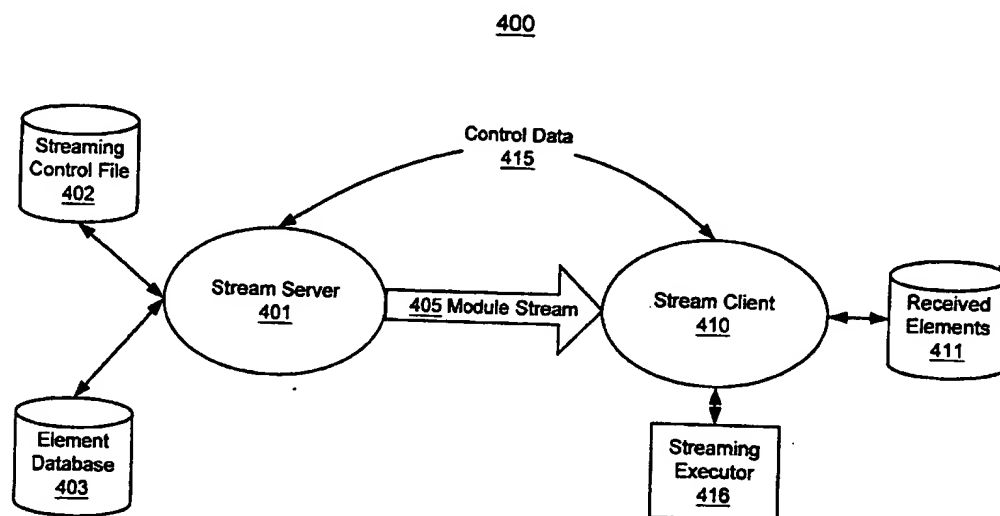 400
Streaming
Control File
402
Control Data
415
Stream Server
401
405 Module Stream
Stream Client
410
Received
Elements
411
Element
Database
403
Streaming
Executor
416